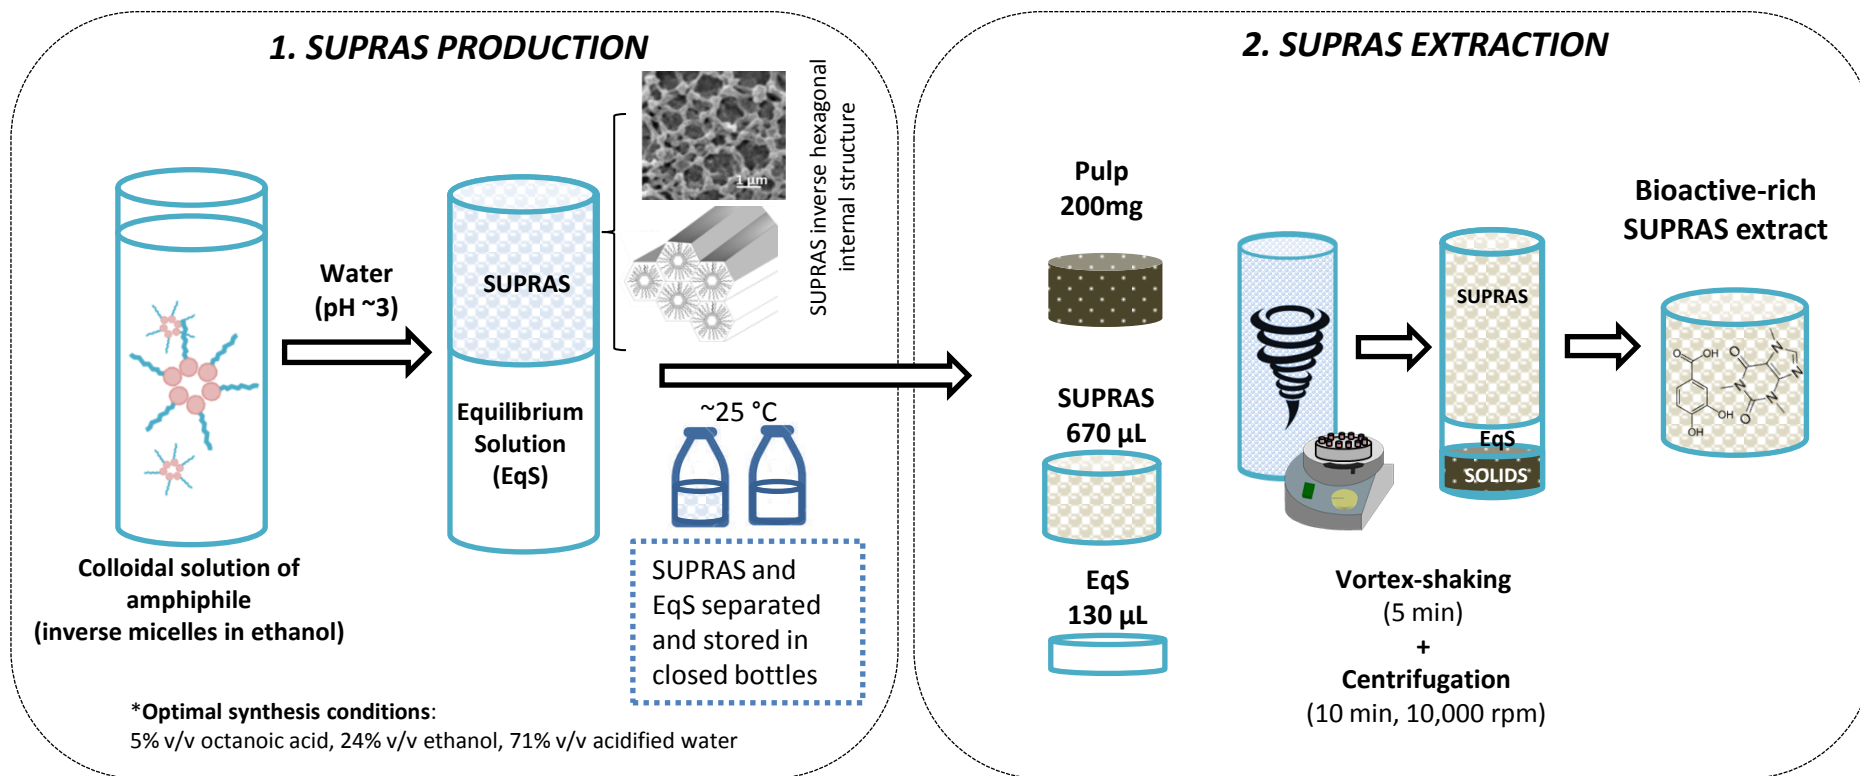 1. SUPRAS PRODUCTION
Water
(pH ~3)
SUPRAS
Equilibrium
Solution
(EqS)
1 µm
SUPRAS inverse hexagonal
internal structure
~25 °C
SUPRAS and
EqS separated
and stored in
closed bottles
Colloidal solution of
amphiphile
(inverse micelles in ethanol)
*Optimal synthesis conditions:
5% v/v octanoic acid, 24% v/v ethanol, 71% v/v acidified water
2. SUPRAS EXTRACTION
Pulp
200mg
SUPRAS
670 µL
EqS
130 µL
Vortex-shaking
(5 min)
+
Centrifugation
(10 min, 10,000 rpm)
SUPRAS
EqS
SOLIDS
Bioactive-rich
SUPRAS extract
O
OH
OH
OH
O
N
N
N
N
O